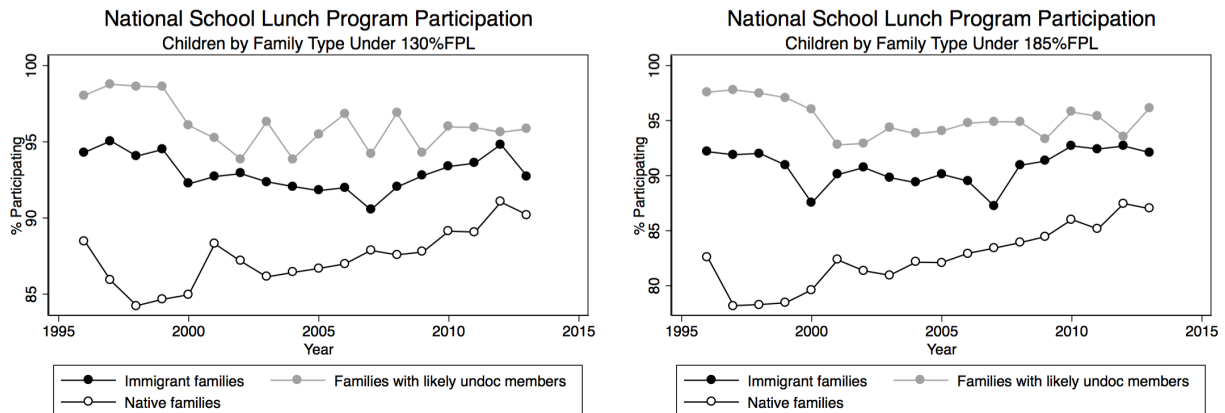 National School Lunch Program Participation
Children by Family Type Under 130%FPL
% Participating
100
95
90
85
1995 2000 2005 2010 2015
Year
Immigrant families Families with likely undoc members
Native families
National School Lunch Program Participation
Children by Family Type Under 185%FPL
% Participating
100
95
90
85
80
1995 2000 2005 2010 2015
Year
Immigrant families Families with likely undoc members
Native families